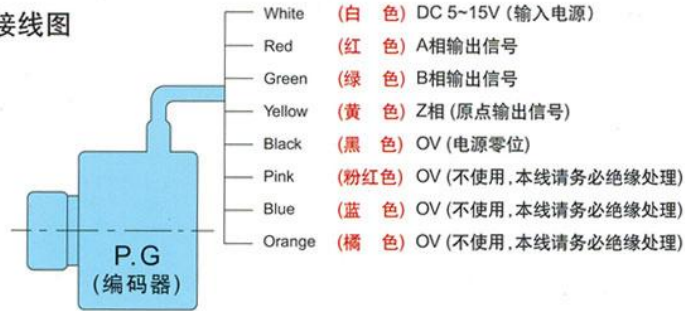 接线图
White (白 色) DC 5~15V (输入电源)
Red (红 色) A相输出信号
Green (绿 色) B相输出信号
Yellow (黄 色) Z相 (原点输出信号)
Black (黑 色) OV (电源零位)
Pink (粉红色) OV (不使用,本线请务必绝缘处理)
Blue (蓝 色) OV (不使用,本线请务必绝缘处理)
Orange (橘 色) OV (不使用,本线请务必绝缘处理)
P.G
(编码器)